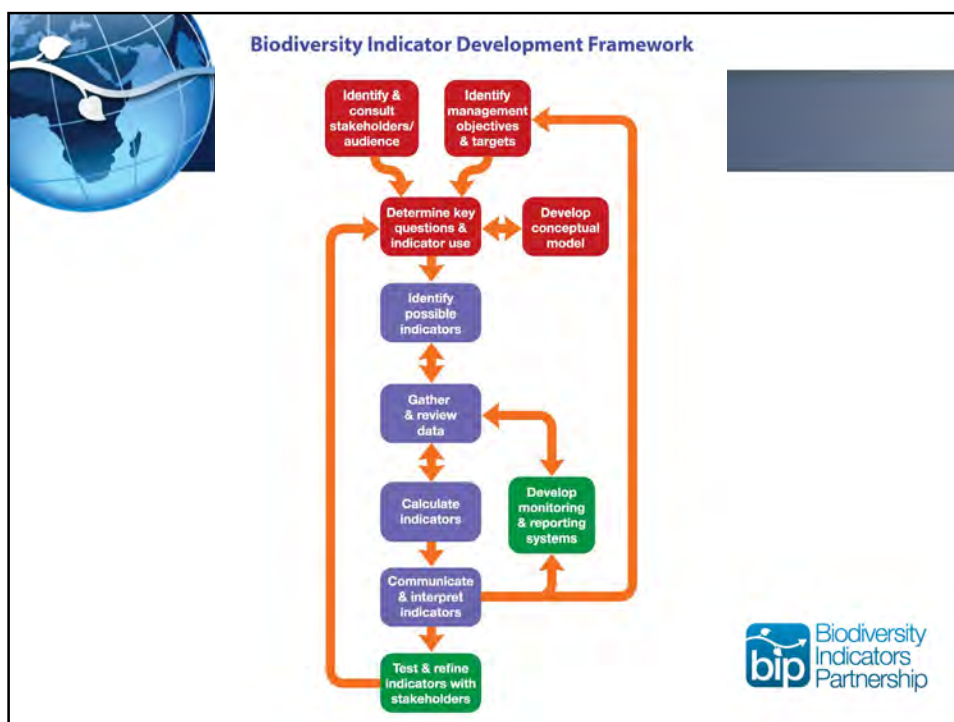 Biodiversity Indicator Development Framework
Identify &
consult
stakeholders/
audience
Identify
management
objectives
& targets
Determine key
questions &
indicator use
Develop
conceptual
model
Identify
possible
indicators
Gather
& review
data
Calculate
indicators
Develop
monitoring
& reporting
systems
Communicate
& interpret
indicators
Test & refine
indicators with
stakeholders
bip
Biodiversity
Indicators
Partnership